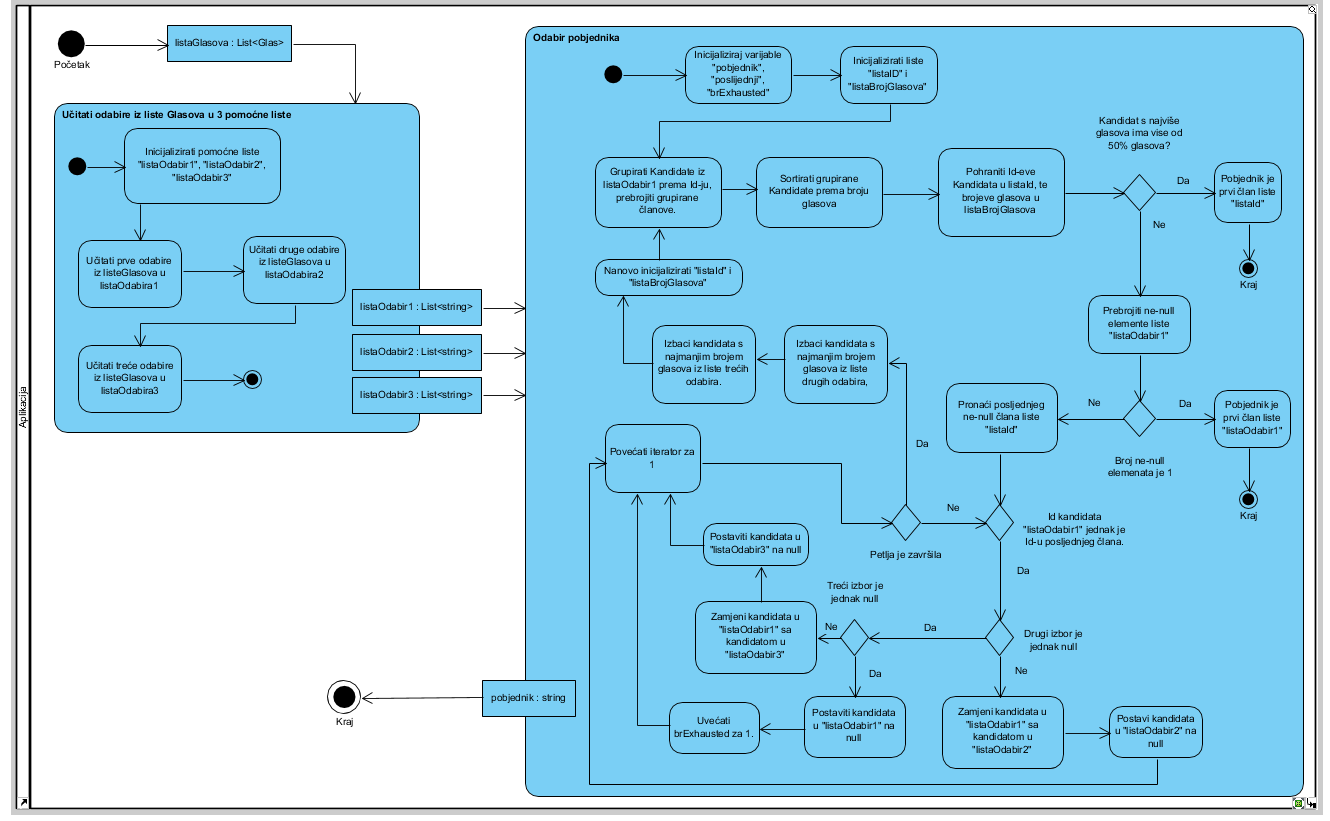 Aplikacija
Početak
listaGlasova : List<Glas>
Učitati odabire iz liste Glasova u 3 pomoćne liste
Inicijalizirati pomoćne liste
"listaOdabir1", "listaOdabir2",
"listaOdabir3"
Učitati prve odabire
iz listeGlasova u
listaOdabira1
Učitati druge odabire
iz listeGlasova u
listaOdabira2
Učitati treće odabire
iz listeGlasova u
listaOdabira3
listaOdabir1 : List<string>
listaOdabir2 : List<string>
listaOdabir3 : List<string>
Odabir pobjednika
Inicijaliziraj varijable
"pobjednik",
"poslijednji",
"brExhausted"
Inicijalizirati liste
"listaID" i
"listaBrojGlasova"
Grupirati Kandidate iz
listaOdabir1 prema Id-ju,
prebrojiti grupirane
članove.
Sortirati grupirane
Kandidate prema broju
glasova
Pohraniti Id-eve
Kandidata u listaId, te
brojeve glasova u
listaBrojGlasova
Kandidat s najviše
glasova ima vise od
50% glasova?
Da
Ne
Pobjednik je
prvi član liste
"listaId"
Kraj
Nanovo inicijalizirati "listaId" i
"listaBrojGlasova"
Prebrojiti ne-null
elemente liste
"listaOdabir1"
Izbaci kandidata s
najmanjim brojem
glasova iz liste trećih
odabira.
Izbaci kandidata s
najmanjim brojem
glasova iz liste
drugih odabira,
Pronaći posljednjeg
ne-null člana liste
"listaId"
Ne
Da
Pobjednik je
prvi član liste
"listaOdabir1"
Broj ne-null
elemenata je 1
Kraj
Povećati iterator za
1
Da
Ne
Petlja je završila
Id kandidata
"listaOdabir1" jednak je
Id-u posljednjeg člana.
Da
Postaviti kandidata u
"listaOdabir3" na null
Treći izbor je
jednak null
Zamjeni kandidata u
"listaOdabir1" sa
kandidatom u
"listaOdabir3"
Ne
Da
Drugi izbor je
jednak null
Da
Ne
pobjednik : string
Kraj
Uvećati
brExhausted za 1.
Postaviti kandidata
u "listaOdabir1" na
null
Zamjeni kandidata u
"listaOdabir1" sa
kandidatom u
"listaOdabir2"
Postavi kandidata
u "listaOdabir2" na
null